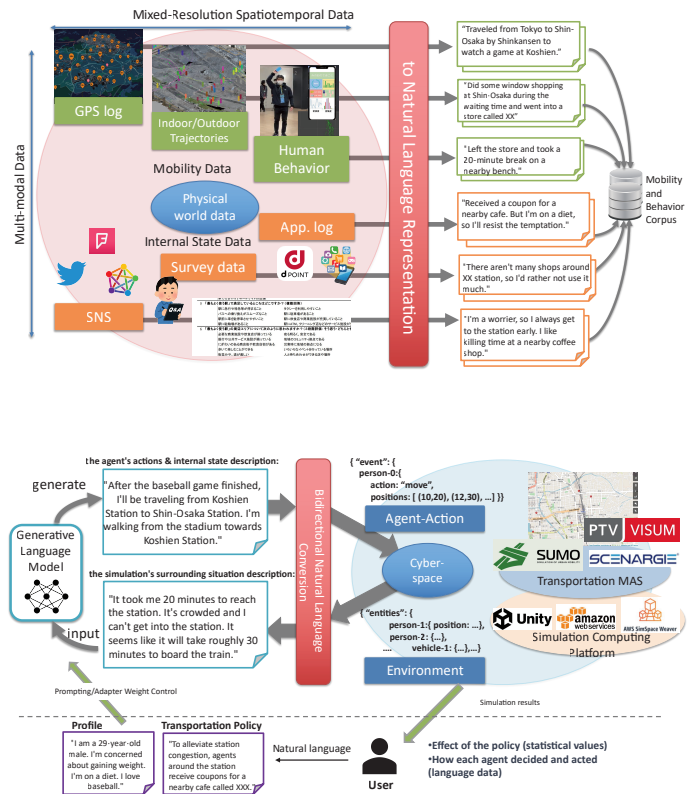 Mixed-Resolution Spatiotemporal Data
Multi-modal Data
GPS log
Indoor/Outdoor
Trajectories
Human
Behavior
Mobility Data
Physical
world data
App. log
Internal State Data
Survey data
d POINT
Q&A
SNS
to Natural Language Representation
"Traveled from Tokyo to Shin-
Osaka by Shinkansen to
watch a game at Koshien."
"Did some window shopping
at Shin-Osaka during the
waiting time and went into a
store called XX"
"Left the store and took a
20-minute break on a
nearby bench."
"Received a coupon for a
nearby cafe. But I'm on a diet,
so I'll resist the temptation."
"There aren't many shops around
XX station, so I'd rather not use it
much."
"I'm a worrier, so I always get
to the station early. I like
killing time at a nearby coffee
shop."
Mobility
and
Behavior
Corpus
the agent's actions & internal state description:
generate
"After the baseball game finished,
I'll be traveling from Koshien
Station to Shin-Osaka Station. I'm
walking from the stadium towards
Koshien Station."
Generative
Language
Model
the simulation's surrounding situation description:
"It took me 20 minutes to reach
the station. It's crowded and I
can't get into the station. It
seems like it will take roughly 30
minutes to board the train."
input
Prompting/Adapter Weight Control
Bidirectional Natural Language
Conversion
{ "event": {
person-0:{
action: "move",
positions: [ (10,20), (12,30), ...] }}
Agent-Action
Cyber-
space
{ "entities": {
person-1:{ position: ...},
person-2: {...},
.... vehicle-1: {...},...}
Environment
PTV VISUM
SUMO
SCENARGIE
Transportation MAS
Unity
amazon
webservices
AWS SimSpace Weaver
Simulation Computing
Platform
Simulation results
Profile
"I am a 29-year-old
male. I'm concerned
about gaining weight.
I'm on a diet. I love
baseball."
Transportation Policy
"To alleviate station
congestion, agents
around the station
receive coupons for a
nearby cafe called XXX."
Natural language
User
•Effect of the policy (statistical values)
•How each agent decided and acted
(language data)